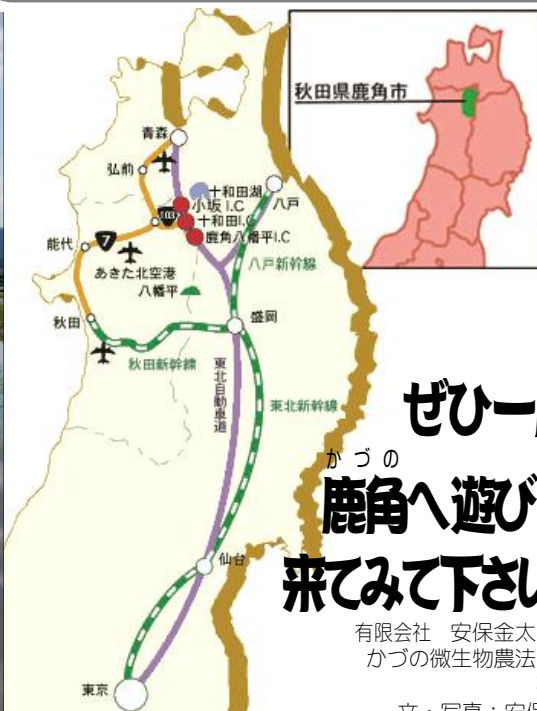 秋田県鹿角市
青森
弘前
十和田湖
八戸
小坂I.C
103
十和田I.C
鹿角八幡平I.C
能代
7
あきた北空港
八戸新幹線
八幡平
秋田
盛岡
秋田新幹線
東北自動車道
東北新幹線
仙台
東京
ぜひ一
かづの
鹿角へ遊び
来てみて下さい
有限会社 安保金太
かづの微生物農法
文・写真:安保